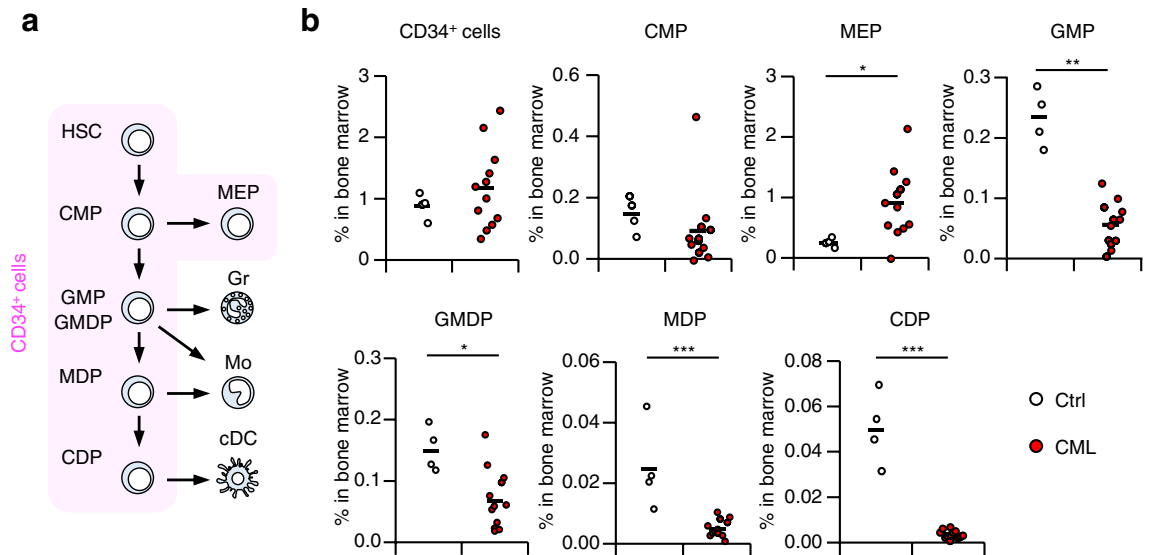 a
HSC
MEP
CMP
Gr
GMP
GMDP
Mo
MDP
cDC
CDP
CD34⁺ cells
b
CD34⁺ cells
% in bone marrow
3
2
1
0
CMP
% in bone marrow
0.6
0.4
0.2
0.0
MEP
*
% in bone marrow
3
2
1
0
GMP
**
% in bone marrow
0.3
0.2
0.1
0.0
GMDP
*
% in bone marrow
0.3
0.2
0.1
0.0
MDP
***
% in bone marrow
0.06
0.04
0.02
0.00
CDP
***
% in bone marrow
0.08
0.06
0.04
0.02
0.00
Ctrl
CML